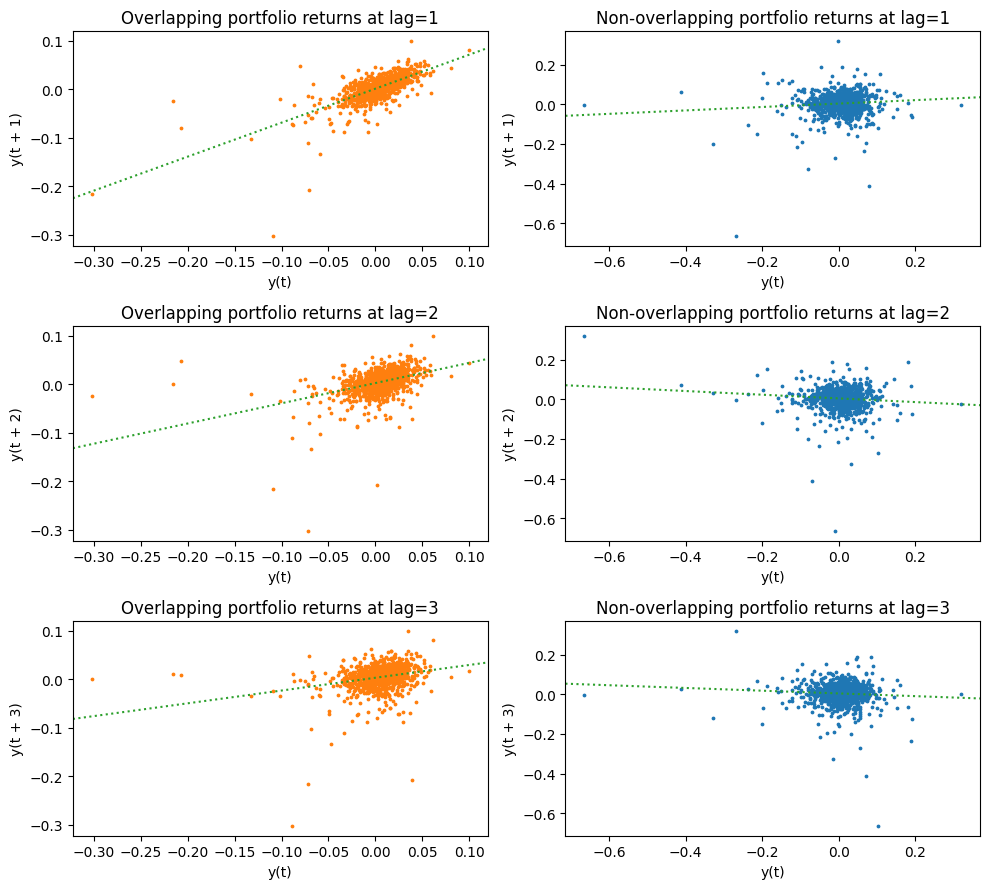 Overlapping portfolio returns at lag=1
0.1
0.0
−0.1
−0.2
−0.3
y(t + 1)
−0.30 −0.25 −0.20 −0.15 −0.10 −0.05 0.00 0.05 0.10
y(t)
Non-overlapping portfolio returns at lag=1
0.2
0.0
−0.2
−0.4
−0.6
y(t + 1)
−0.6 −0.4 −0.2 0.0 0.2
y(t)
Overlapping portfolio returns at lag=2
0.1
0.0
−0.1
−0.2
−0.3
y(t + 2)
−0.30 −0.25 −0.20 −0.15 −0.10 −0.05 0.00 0.05 0.10
y(t)
Non-overlapping portfolio returns at lag=2
0.2
0.0
−0.2
−0.4
−0.6
y(t + 2)
−0.6 −0.4 −0.2 0.0 0.2
y(t)
Overlapping portfolio returns at lag=3
0.1
0.0
−0.1
−0.2
−0.3
y(t + 3)
−0.30 −0.25 −0.20 −0.15 −0.10 −0.05 0.00 0.05 0.10
y(t)
Non-overlapping portfolio returns at lag=3
0.2
0.0
−0.2
−0.4
−0.6
y(t + 3)
−0.6 −0.4 −0.2 0.0 0.2
y(t)